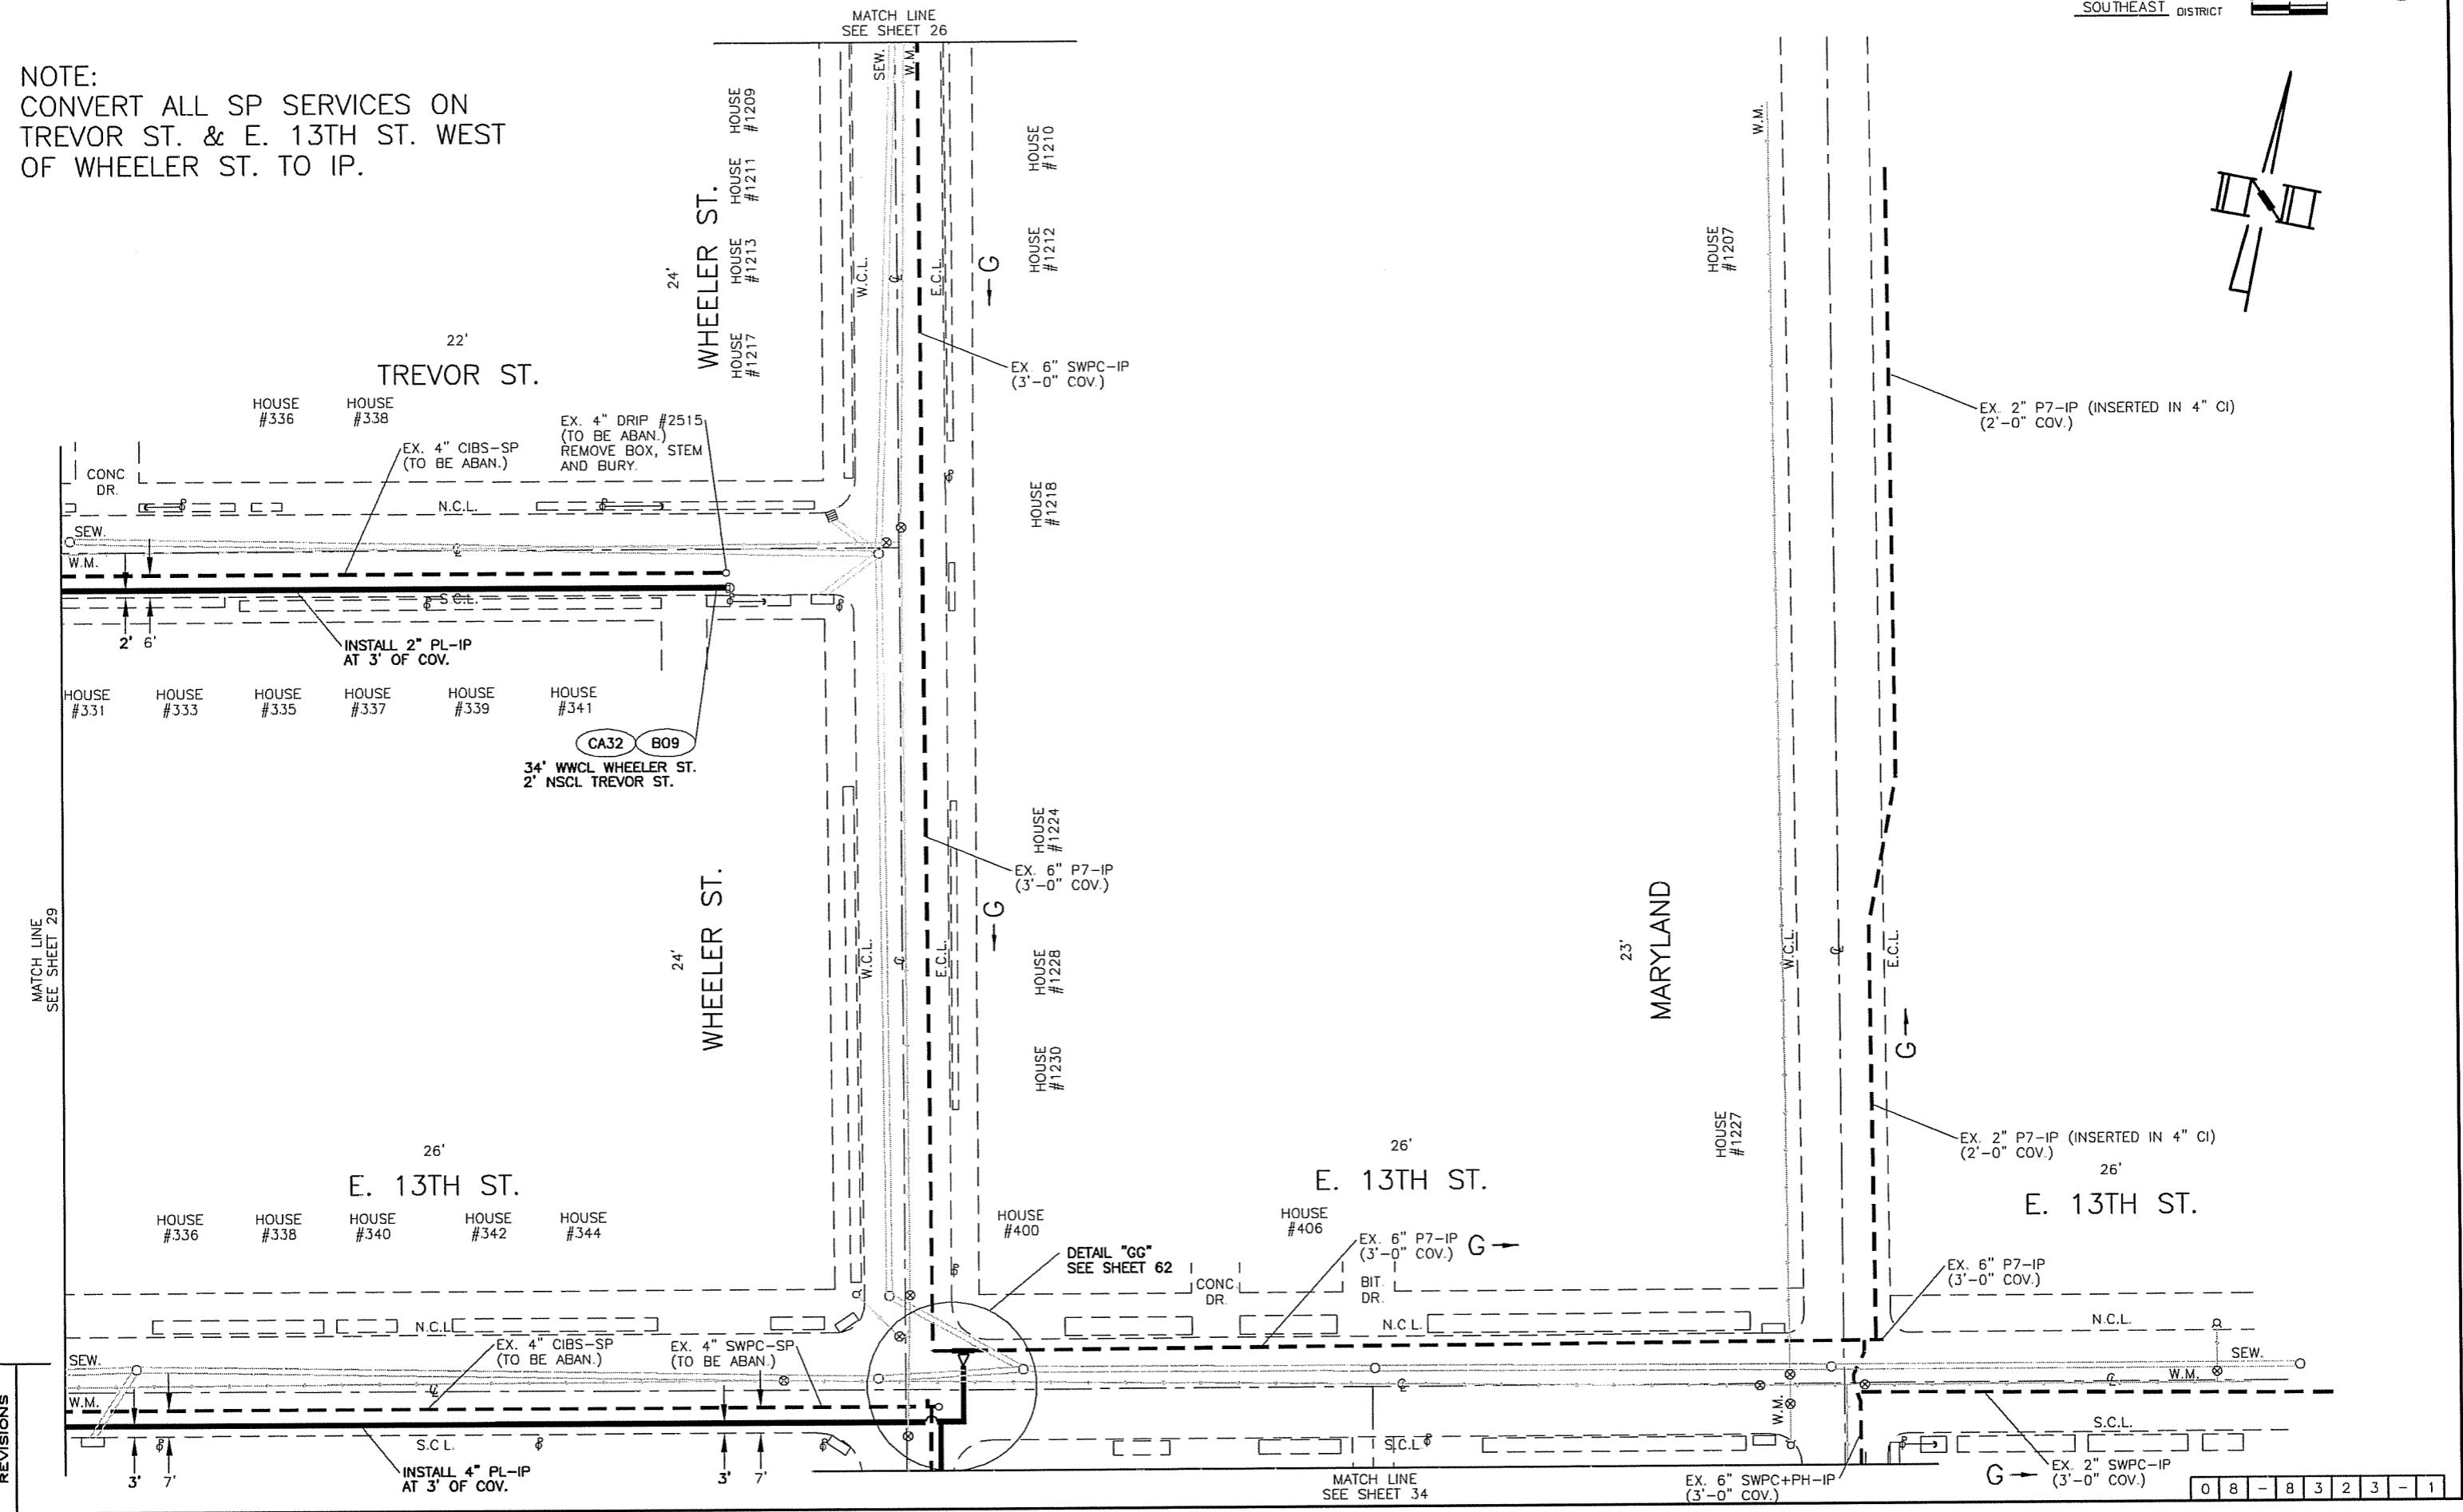 SOUTHEAST DISTRICT
MATCH LINE
SEE SHEET 26
NOTE:
CONVERT ALL SP SERVICES ON
TREVOR ST. & E. 13TH ST. WEST
OF WHEELER ST. TO IP.
SEW.
W.M.
W.M.
HOUSE
#1209
HOUSE
#1211
HOUSE
#1213
HOUSE
#1217
24'
WHEELER ST.
HOUSE
#1210
HOUSE
#1212
HOUSE
#1218
HOUSE
#1207
W.C.L.
℄
E.C.L.
G
EX. 6" SWPC-IP
(3'-0" COV.)
EX. 2" P7-IP (INSERTED IN 4" CI)
(2'-0" COV.)
22'
TREVOR ST.
HOUSE
#336
HOUSE
#338
EX. 4" CIBS-SP
(TO BE ABAN.)
EX. 4" DRIP #2515
(TO BE ABAN.)
REMOVE BOX, STEM
AND BURY.
CONC
DR.
N.C.L.
SEW.
℄
W.M.
S.C.L.
2'
6'
INSTALL 2" PL-IP
AT 3' OF COV.
HOUSE
#331
HOUSE
#333
HOUSE
#335
HOUSE
#337
HOUSE
#339
HOUSE
#341
CA32
B09
34' WWCL WHEELER ST.
2' NSCL TREVOR ST.
HOUSE
#1224
EX. 6" P7-IP
(3'-0" COV.)
G
HOUSE
#1228
HOUSE
#1230
24'
WHEELER ST.
W.C.L.
℄
E.C.L.
MATCH LINE
SEE SHEET 29
23'
MARYLAND
W.C.L.
℄
E.C.L.
G
HOUSE
#1227
EX. 2" P7-IP (INSERTED IN 4" CI)
(2'-0" COV.)
26'
E. 13TH ST.
26'
E. 13TH ST.
26'
E. 13TH ST.
HOUSE
#336
HOUSE
#338
HOUSE
#340
HOUSE
#342
HOUSE
#344
HOUSE
#400
HOUSE
#406
DETAIL "GG"
SEE SHEET 62
EX. 6" P7-IP
(3'-0" COV.)
G
CONC
DR.
BIT.
DR.
EX. 6" P7-IP
(3'-0" COV.)
N.C.L
N.C.L.
N.C.L.
EX. 4" CIBS-SP
(TO BE ABAN.)
EX. 4" SWPC-SP
(TO BE ABAN.)
SEW.
SEW.
℄
℄
℄
W.M.
W.M.
W.M.
S.C.L.
S.C.L
S.C.L.
3'
7'
3'
7'
INSTALL 4" PL-IP
AT 3' OF COV.
MATCH LINE
SEE SHEET 34
EX. 6" SWPC+PH-IP
(3'-0" COV.)
G
EX. 2" SWPC-IP
(3'-0" COV.)
REVISIONS
0 8 - 8 3 2 3 - 1